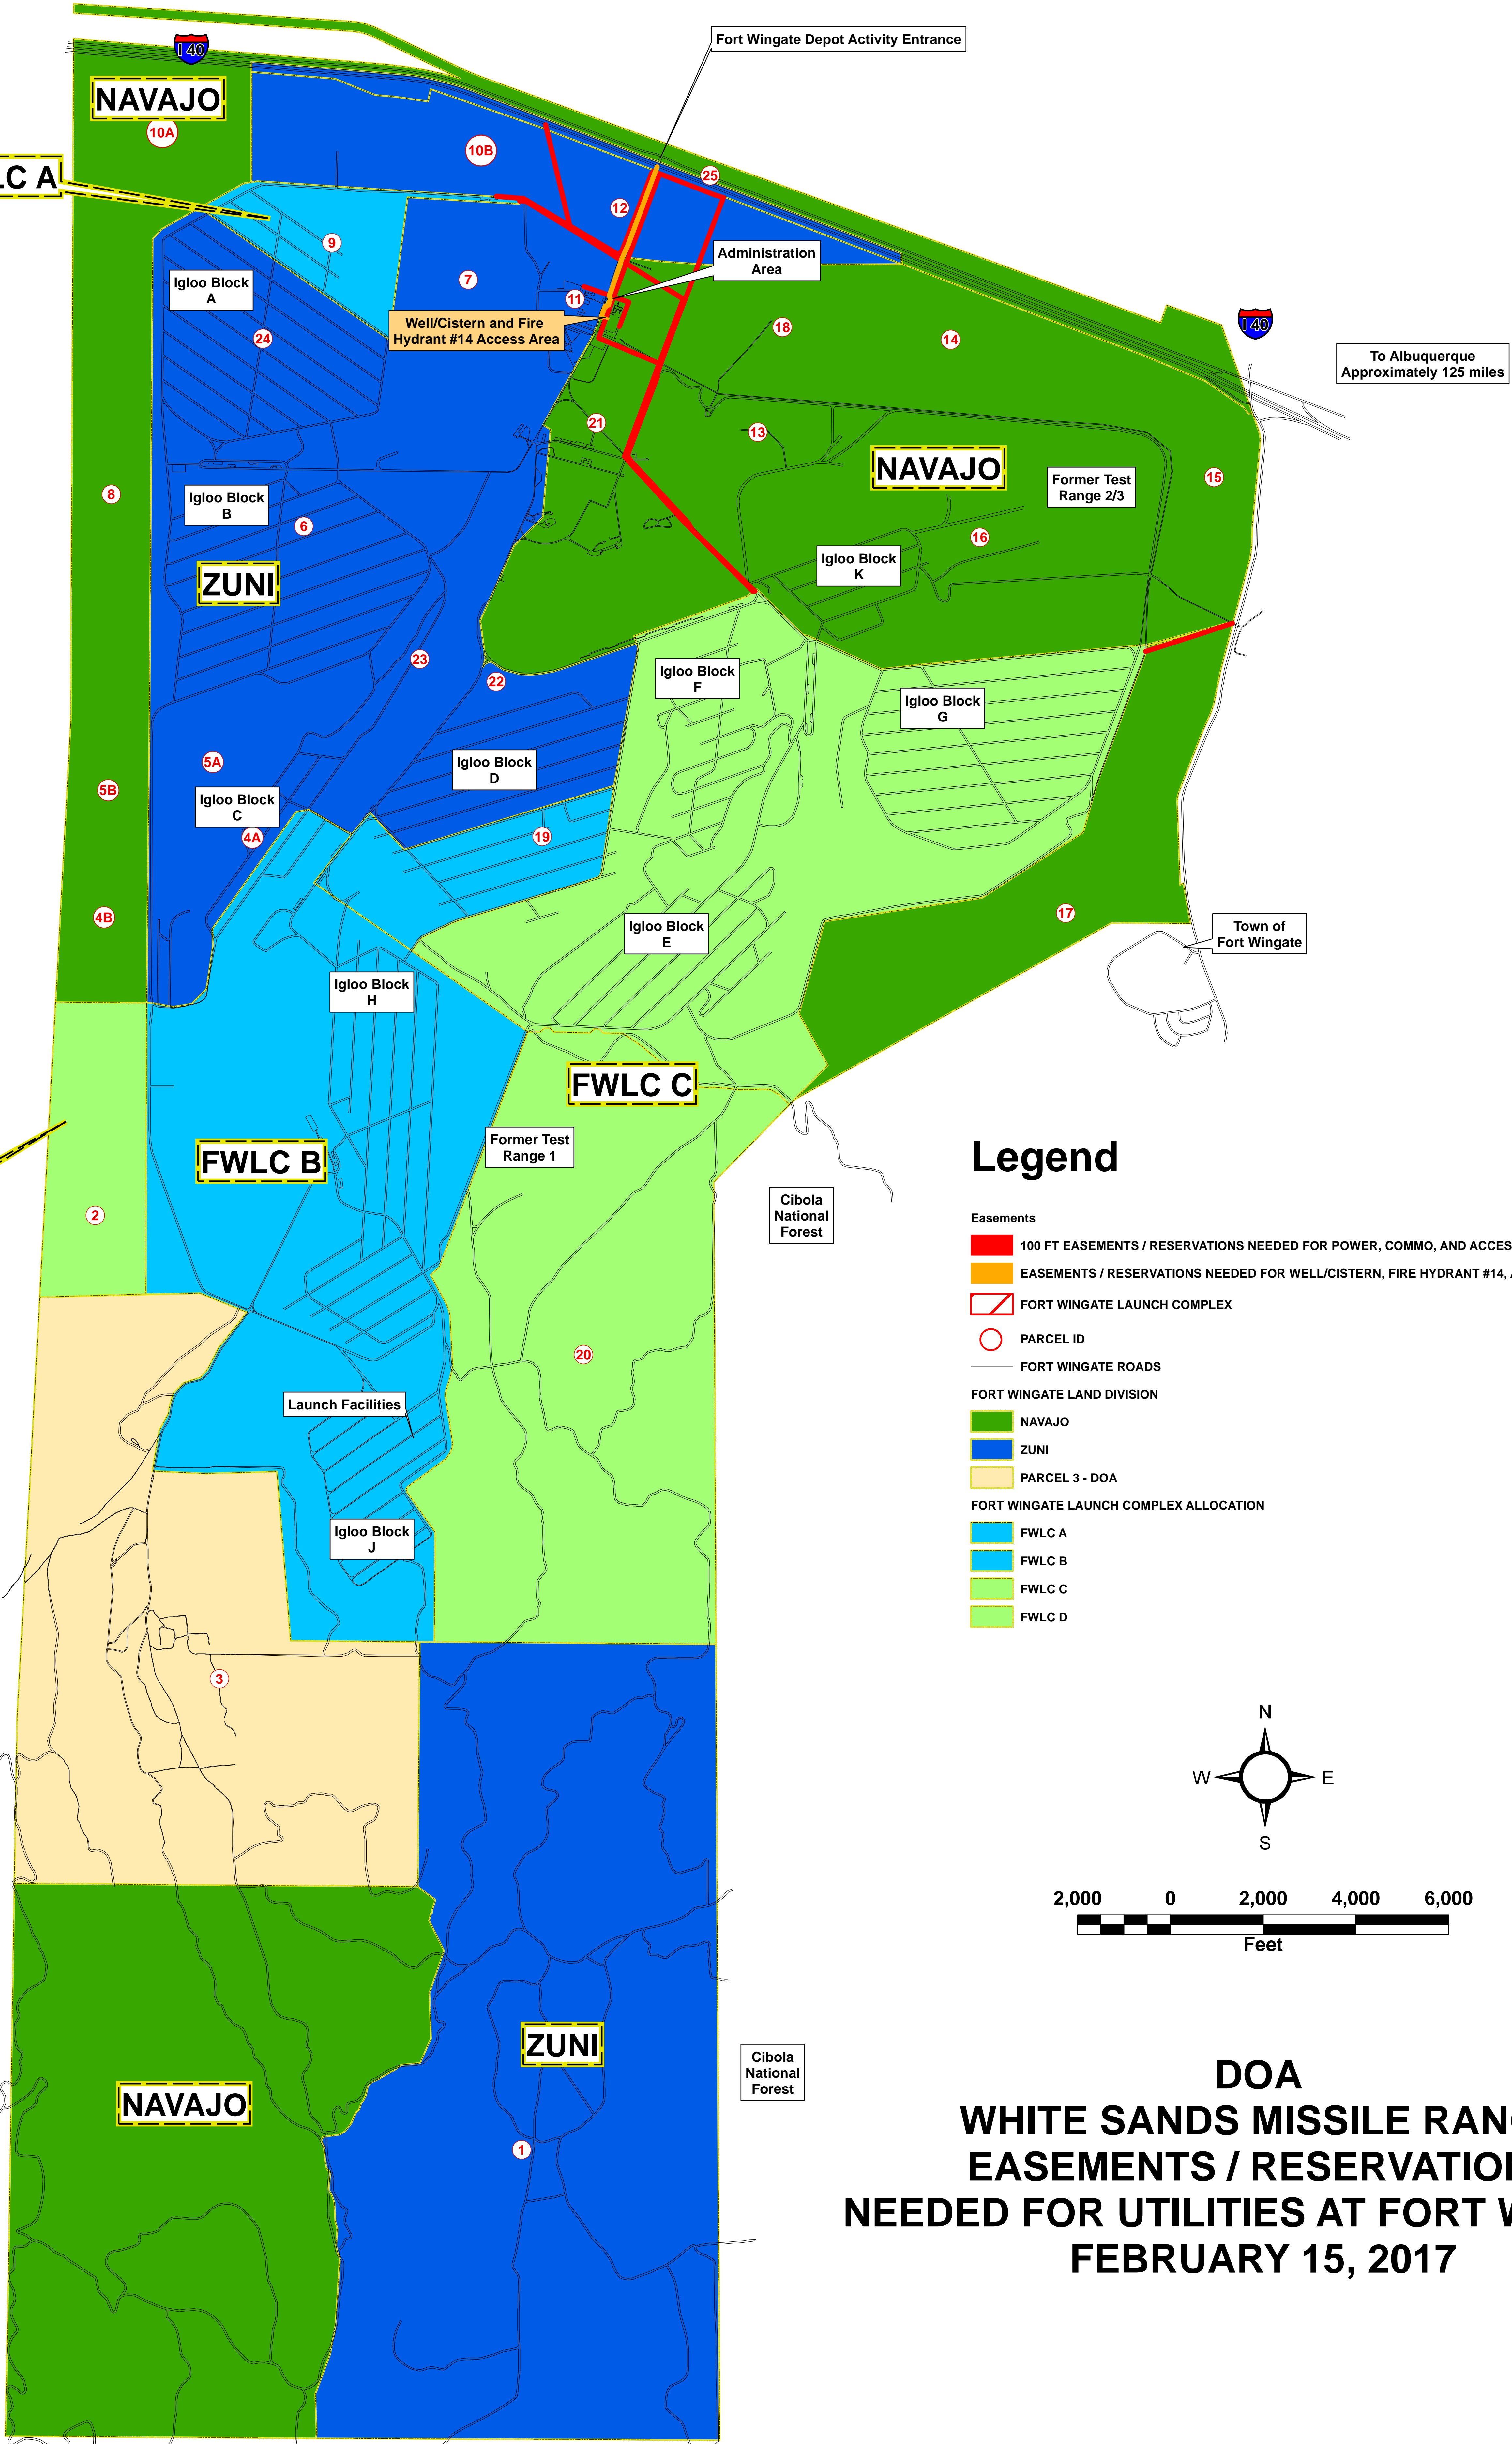 Fort Wingate Depot Activity Entrance
I 40
NAVAJO
10A
10B
LC A
25
12
9
Administration
Area
7
Igloo Block
A
11
Well/Cistern and Fire
Hydrant #14 Access Area
24
18
14
I 40
To Albuquerque
Approximately 125 miles
21
13
NAVAJO
Former Test
Range 2/3
15
8
Igloo Block
B
6
16
Igloo Block
K
ZUNI
23
22
Igloo Block
F
Igloo Block
G
5A
Igloo Block
D
5B
Igloo Block
C
4A
19
4B
17
Igloo Block
E
Town of
Fort Wingate
Igloo Block
H
FWLC C
Former Test
Range 1
FWLC B
2
Cibola
National
Forest
20
Launch Facilities
Igloo Block
J
3
Legend
Easements
100 FT EASEMENTS / RESERVATIONS NEEDED FOR POWER, COMMO, AND ACCES
EASEMENTS / RESERVATIONS NEEDED FOR WELL/CISTERN, FIRE HYDRANT #14,
FORT WINGATE LAUNCH COMPLEX
PARCEL ID
FORT WINGATE ROADS
FORT WINGATE LAND DIVISION
NAVAJO
ZUNI
PARCEL 3 - DOA
FORT WINGATE LAUNCH COMPLEX ALLOCATION
FWLC A
FWLC B
FWLC C
FWLC D
N
W E
S
2,000 0 2,000 4,000 6,000
Feet
ZUNI
NAVAJO
Cibola
National
Forest
1
DOA
WHITE SANDS MISSILE RAN
EASEMENTS / RESERVATIO
NEEDED FOR UTILITIES AT FORT W
FEBRUARY 15, 2017